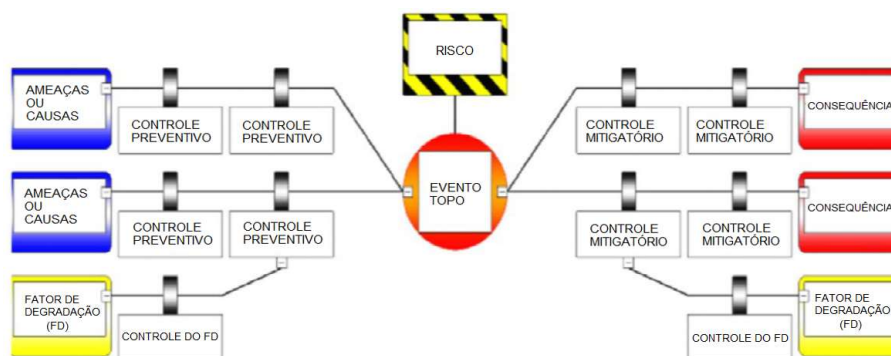 RISCO
AMEAÇAS
OU
CAUSAS
CONTROLE
PREVENTIVO
CONTROLE
PREVENTIVO
CONTROLE
MITIGATÓRIO
CONTROLE
MITIGATÓRIO
CONSEQUÊNCIA
EVENTO
TOPO
AMEAÇAS
OU
CAUSAS
CONTROLE
PREVENTIVO
CONTROLE
PREVENTIVO
CONTROLE
MITIGATÓRIO
CONTROLE
MITIGATÓRIO
CONSEQUÊNCIA
FATOR DE
DEGRADAÇÃO
(FD)
CONTROLE DO FD
CONTROLE DO FD
FATOR DE
DEGRADAÇÃO
(FD)